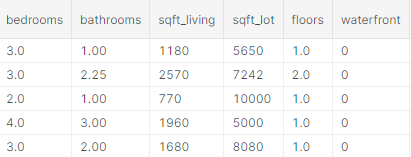 bedrooms bathrooms sqft_living sqft_lot floors waterfront
3.0 1.00 1180 5650 1.0 0
3.0 2.25 2570 7242 2.0 0
2.0 1.00 770 10000 1.0 0
4.0 3.00 1960 5000 1.0 0
3.0 2.00 1680 8080 1.0 0